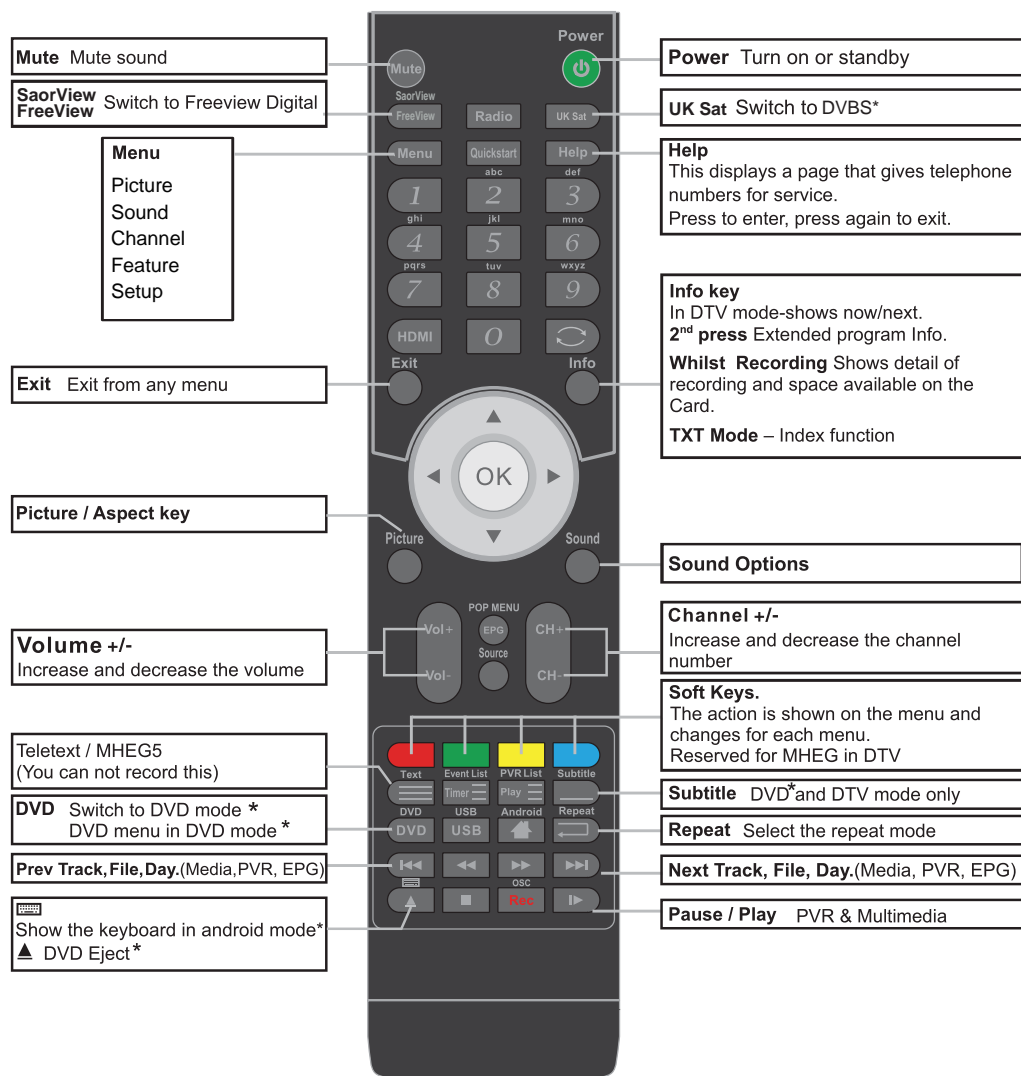 Mute Mute sound
SaorView
FreeView Switch to Freeview Digital
Menu
Picture
Sound
Channel
Feature
Setup
Exit Exit from any menu
Picture / Aspect key
Volume +/-
Increase and decrease the volume
Teletext / MHEG5
(You can not record this)
DVD Switch to DVD mode *
DVD menu in DVD mode *
Prev Track,File,Day.(Media,PVR, EPG)
Show the keyboard in android mode*
DVD Eject*
Power
Mute
SaorView
FreeView Radio UK Sat
Menu Quickstart Help
abc def
1 2 3
ghi jkl mno
4 5 6
pqrs tuv wxyz
7 8 9
HDMI 0
Exit Info
OK
Picture Sound
POP MENU
Vol+ EPG CH+
Source
Vol- CH-
Text Event List PVR List Subtitle
Timer Play
DVD USB Android Repeat
DVD USB
OSC
Rec
Power Turn on or standby
UK Sat Switch to DVBS*
Help
This displays a page that gives telephone
numbers for service.
Press to enter, press again to exit.
Info key
In DTV mode-shows now/next.
2nd press Extended program Info.
Whilst Recording Shows detail of
recording and space available on the
Card.
TXT Mode – Index function
Sound Options
Channel +/-
Increase and decrease the channel
number
Soft Keys.
The action is shown on the menu and
changes for each menu.
Reserved for MHEG in DTV
Subtitle DVD*and DTV mode only
Repeat Select the repeat mode
Next Track, File, Day.(Media, PVR, EPG)
Pause / Play PVR & Multimedia